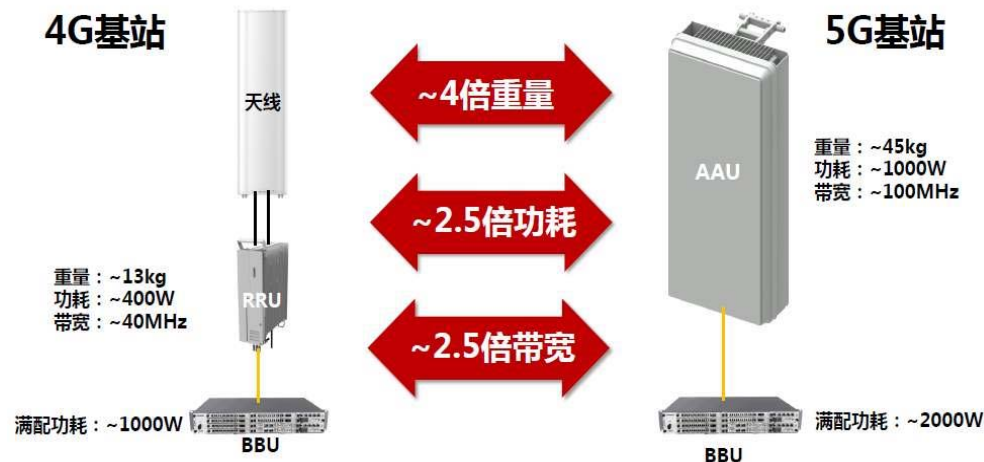 4G基站
5G基站
天线
~4倍重量
~2.5倍功耗
~2.5倍带宽
AAU
重量：~45kg
功耗：~1000W
带宽：~100MHz
重量：~13kg
功耗：~400W
带宽：~40MHz
RRU
满配功耗：~1000W
BBU
满配功耗：~2000W
BBU